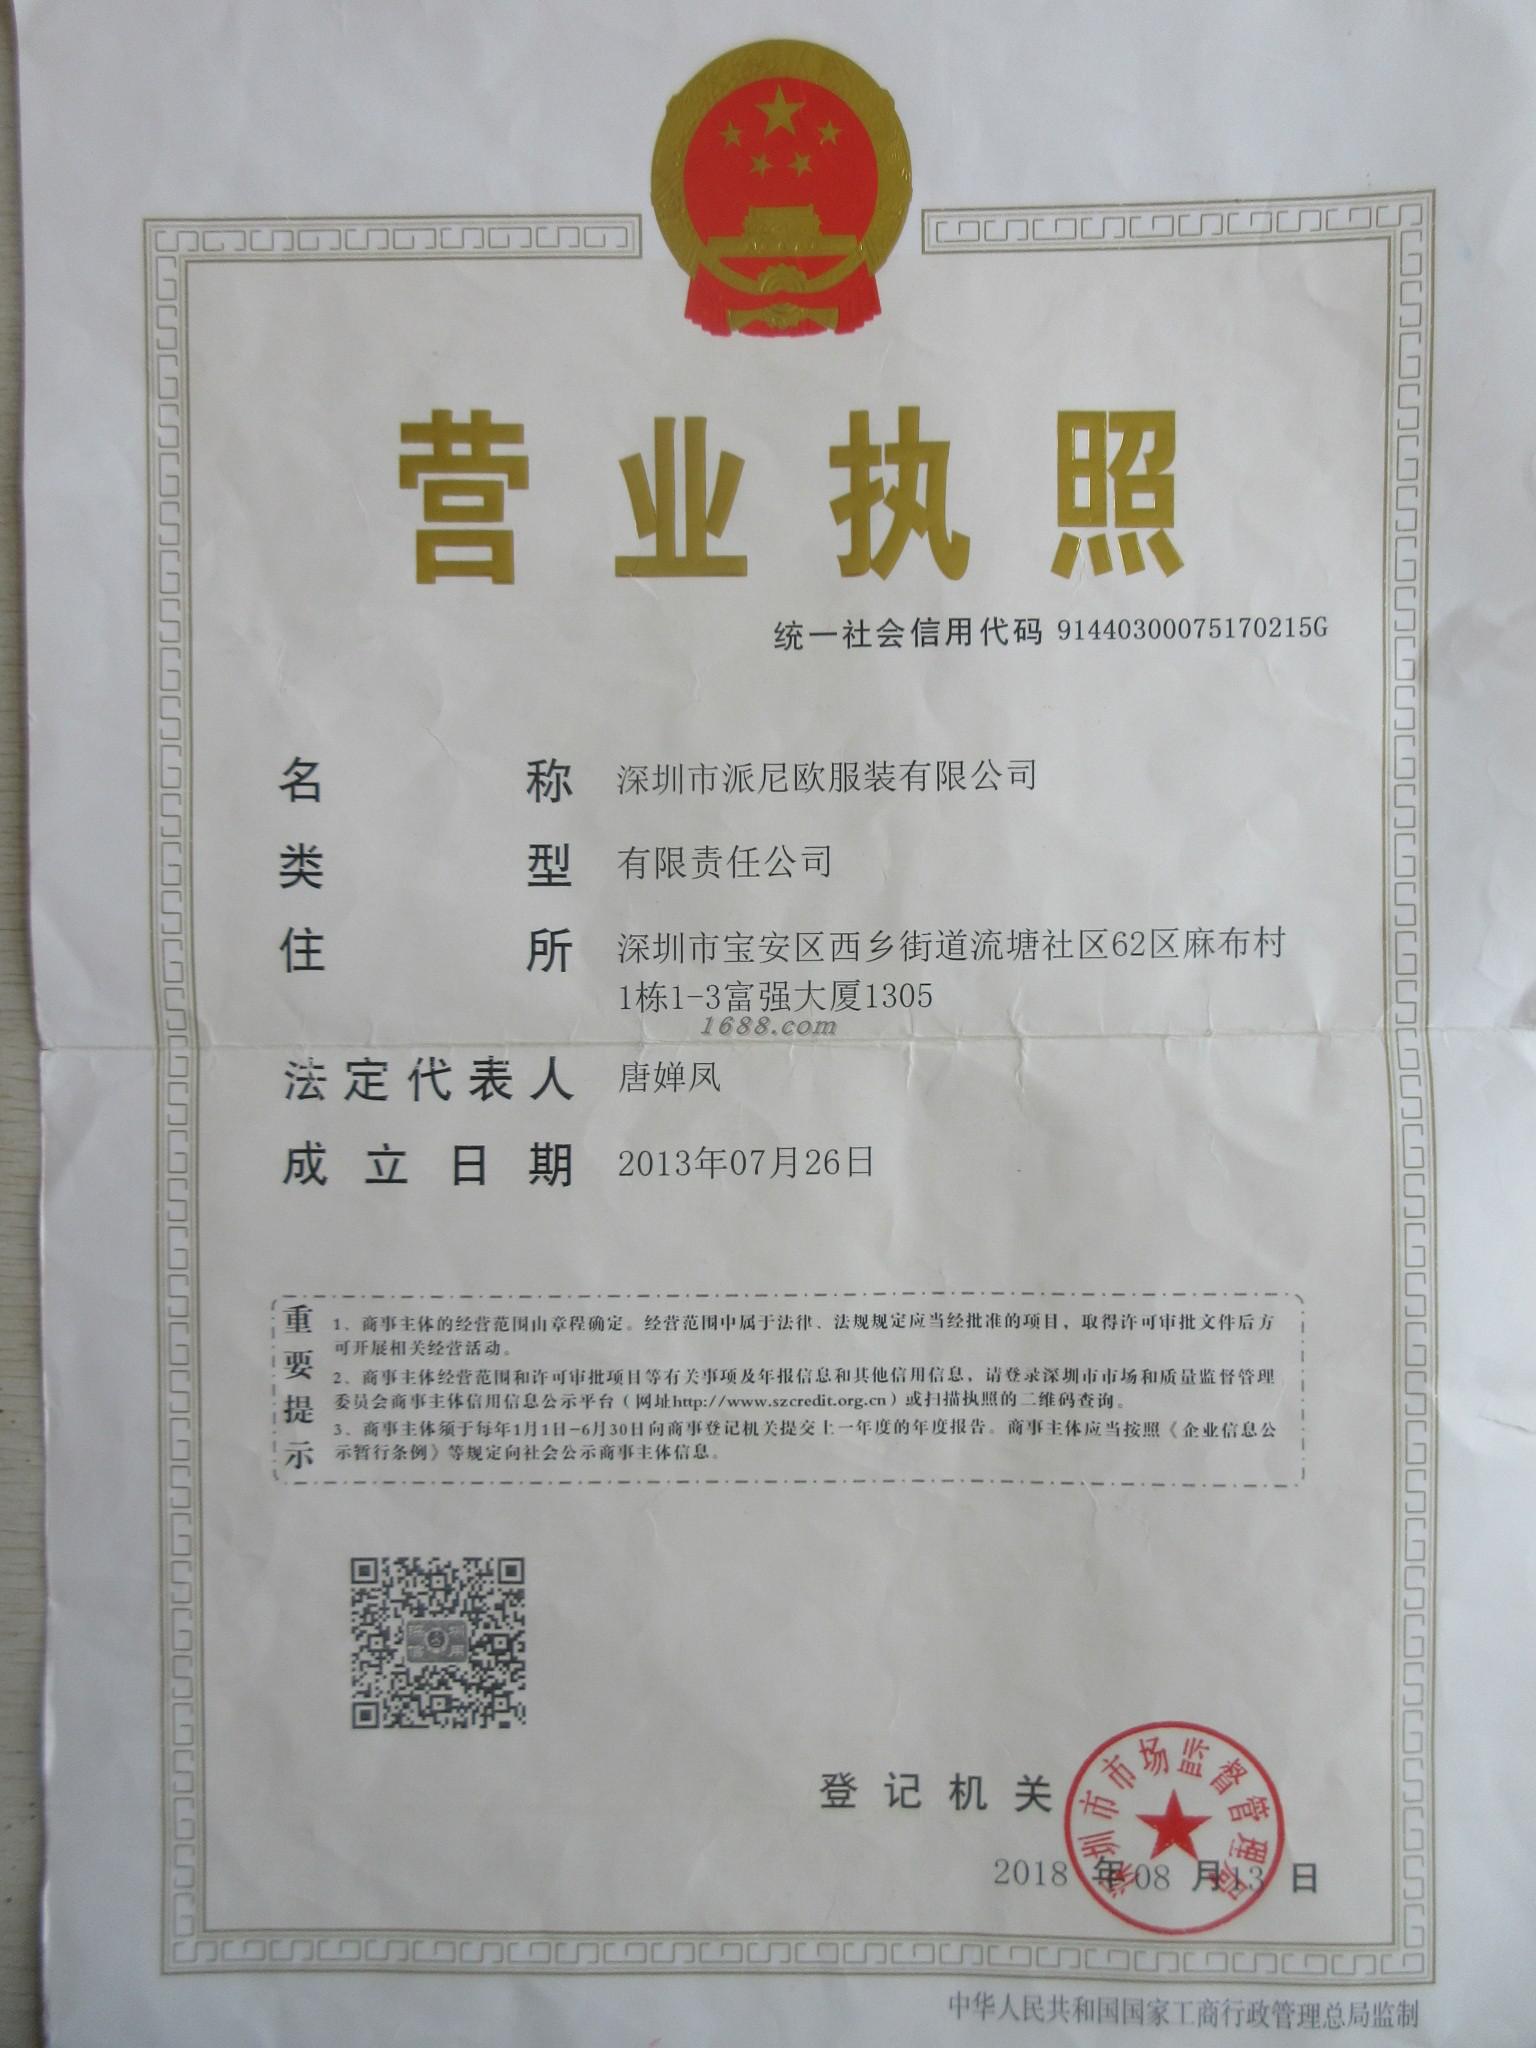 营业执照
统一社会信用代码 91440300075170215G
名称 深圳市派尼欧服装有限公司
类型 有限责任公司
住所 深圳市宝安区西乡街道流塘社区62区麻布村
1栋1-3富强大厦1305
1688.com
法定代表人 唐婵凤
成立日期 2013年07月26日
重要提示
1、商事主体的经营范围由章程确定。经营范围中属于法律、法规规定应当经批准的项目，取得许可审批文件后方
可开展相关经营活动。
2、商事主体经营范围和许可审批项目等有关事项及年报信息和其他信用信息，请登录深圳市市场和质量监督管理
委员会商事主体信用信息公示平台（网址http://www.szcredit.org.cn）或扫描执照的二维码查询。
3、商事主体须于每年1月1日-6月30日向商事登记机关提交上一年度的年度报告。商事主体应当按照《企业信息公
示暂行条例》等规定向社会公示商事主体信息。
深圳信用
登记机关
深圳市市场监督管理局
2018年08月13日
中华人民共和国国家工商行政管理总局监制